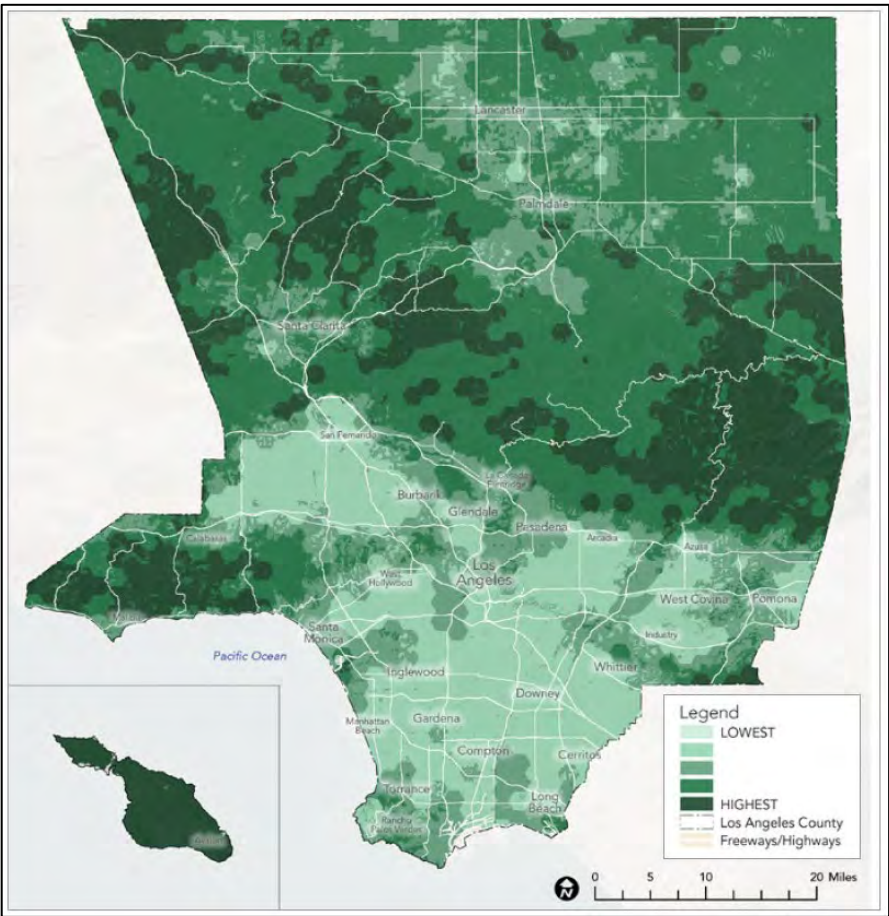 Lancaster
Palmdale
Santa Clarita
San Fernando
La Cañada
Flintridge
Burbank
Glendale
Pasadena
Arcadia
Azusa
Calabasas
West
Hollywood
Los
Angeles
West Covina
Pomona
Malibu
Santa
Monica
Industry
Pacific Ocean
Inglewood
Whittier
Downey
Manhattan
Beach
Gardena
Compton
Cerritos
Torrance
Long
Beach
Rancho
Palos Verdes
Avalon
Legend
LOWEST
HIGHEST
Los Angeles County
Freeways/Highways
N
0 5 10 20 Miles